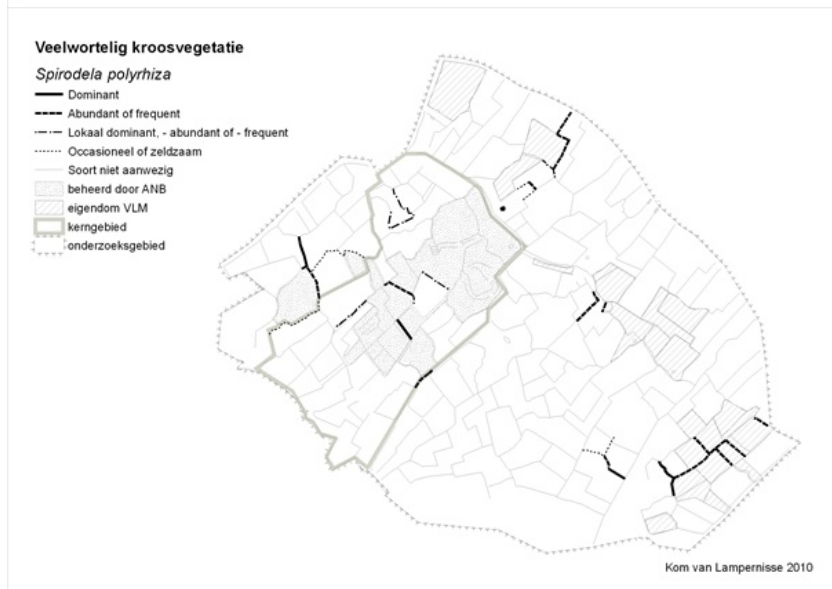 Veelwortelig kroosvegetatie
Spirodela polyrhiza
Dominant
Abundant of frequent
Lokaal dominant, - abundant of - frequent
Occasioneel of zeldzaam
Soort niet aanwezig
beheerd door ANB
eigendom VLM
kerngebied
onderzoeksgebied
Kom van Lampernisse 2010